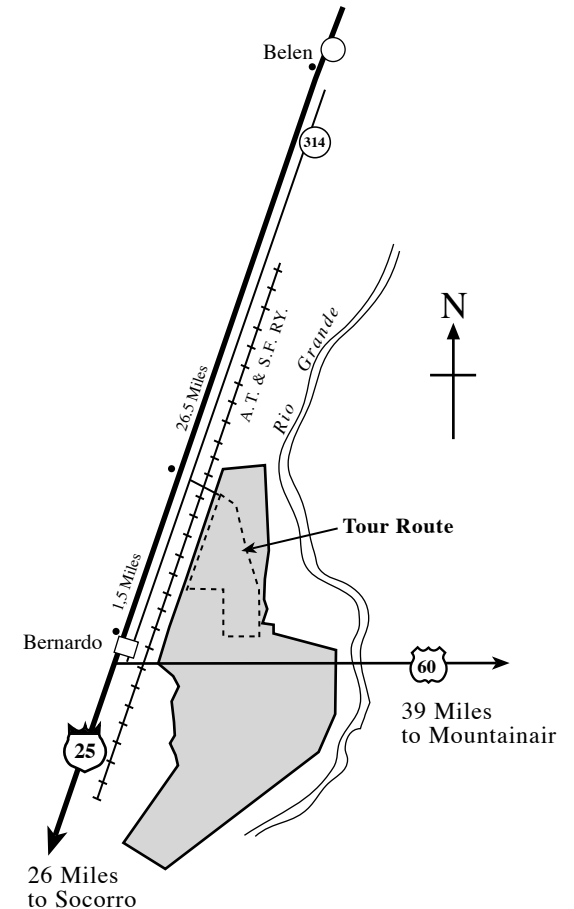 Belen
314
N
A.T. & S.F. RY.
Rio Grande
26.5 Miles
Tour Route
1.5 Miles
Bernardo
60
39 Miles
to Mountainair
25
26 Miles
to Socorro